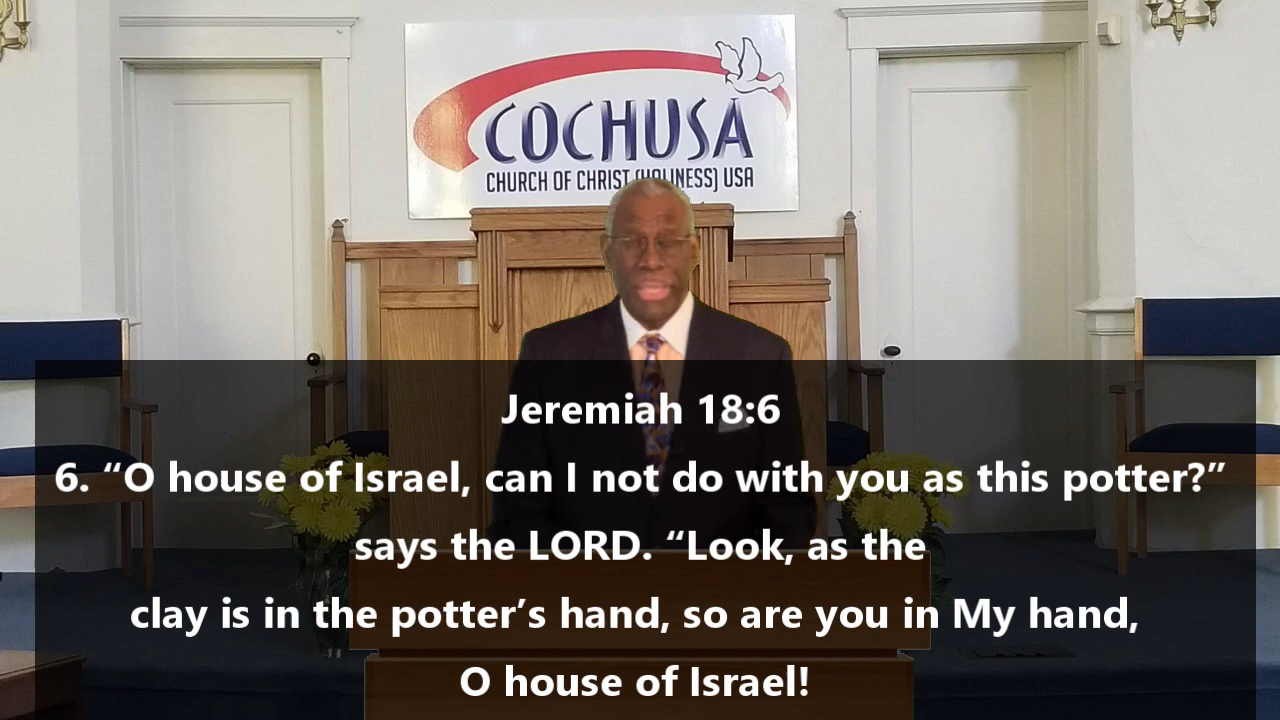 COCHUSA
CHURCH OF CHRIST (HOLINESS) USA
Jeremiah 18:6
6. “O house of Israel, can I not do with you as this potter?”
says the LORD. “Look, as the
clay is in the potter’s hand, so are you in My hand,
O house of Israel!